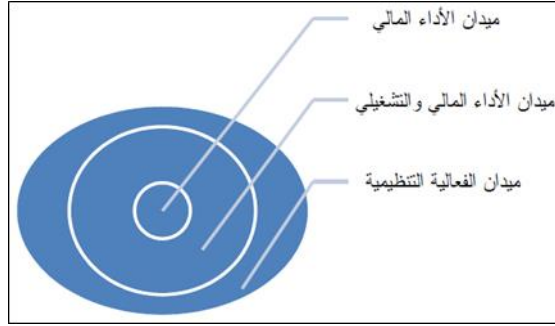 ميدان الأداء المالي
ميدان الأداء المالي والتشغيلي
ميدان الفعالية التنظيمية